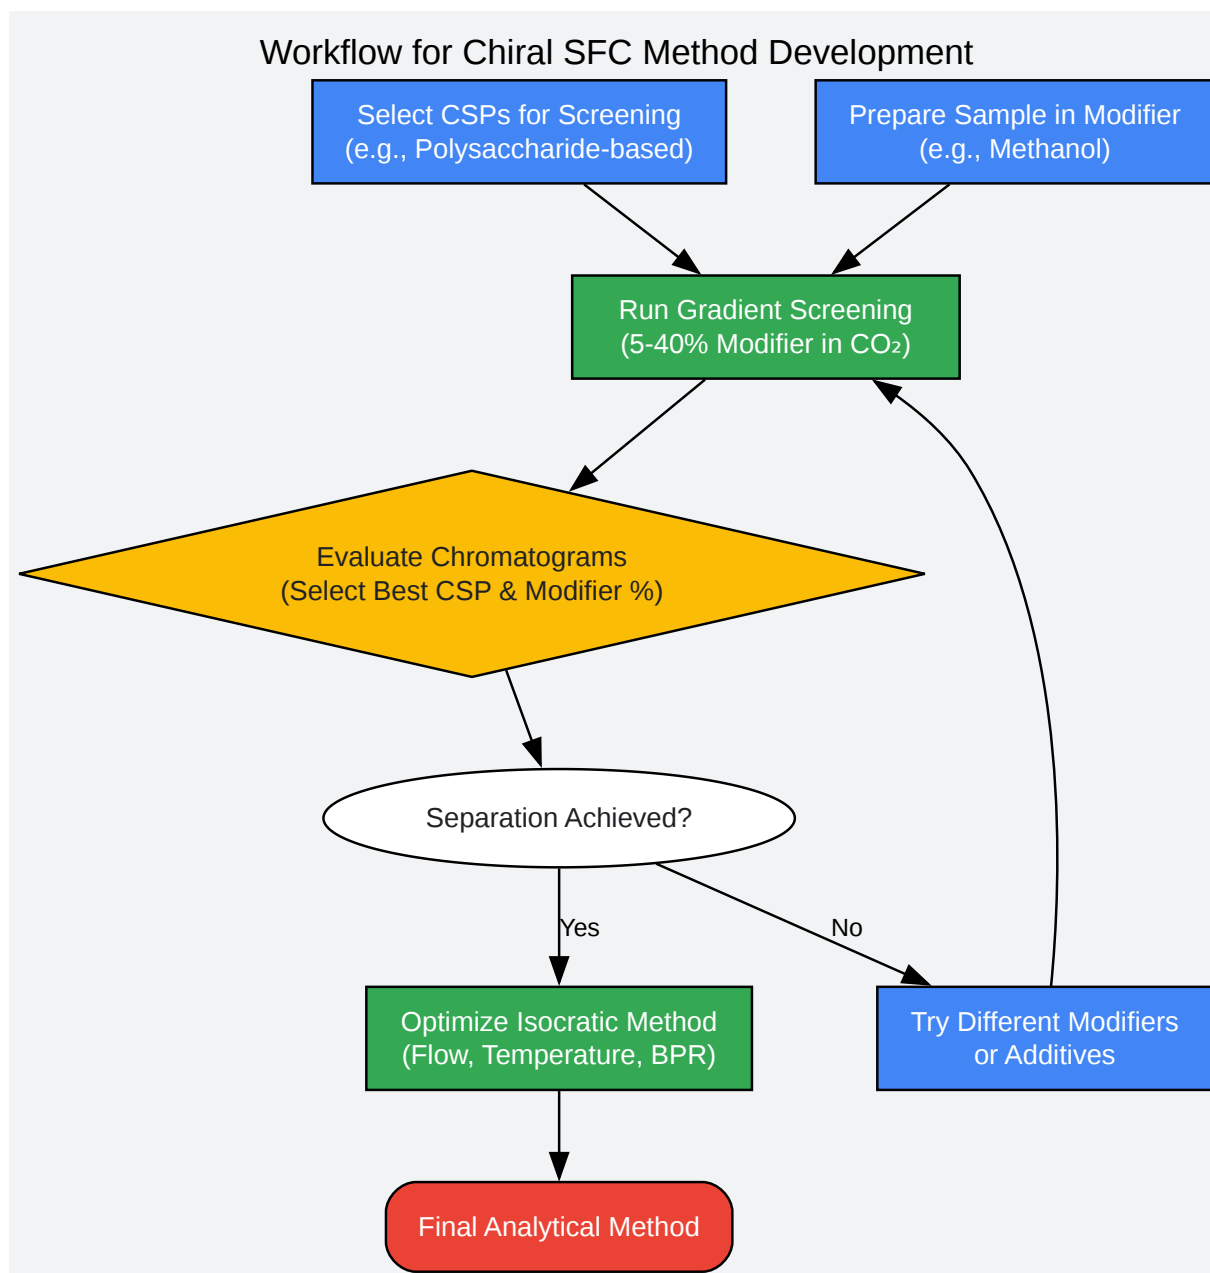 Workflow for Chiral SFC Method Development
Select CSPs for Screening
(e.g., Polysaccharide-based)
Prepare Sample in Modifier
(e.g., Methanol)
Run Gradient Screening
(5-40% Modifier in CO₂)
Evaluate Chromatograms
(Select Best CSP & Modifier %)
Separation Achieved?
Yes
No
Optimize Isocratic Method
(Flow, Temperature, BPR)
Try Different Modifiers
or Additives
Final Analytical Method